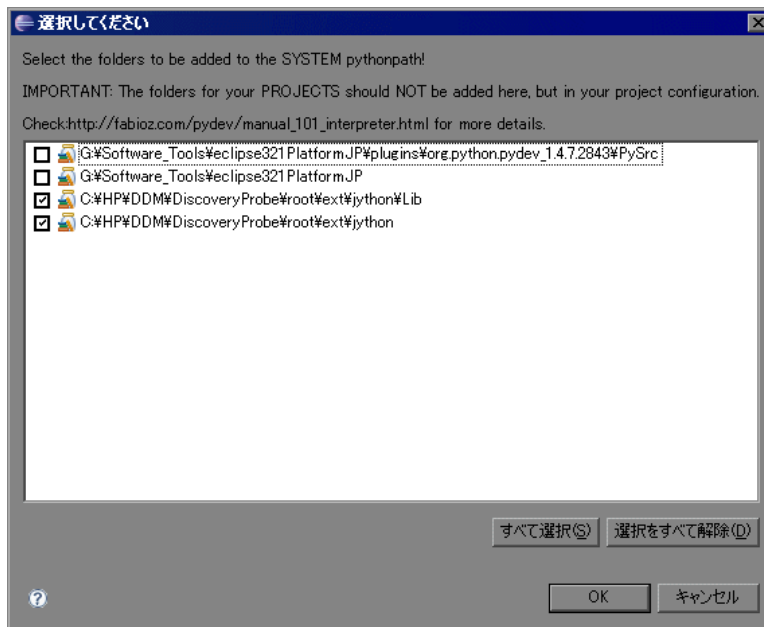 選択してください
Select the folders to be added to the SYSTEM pythonpath!
IMPORTANT: The folders for your PROJECTS should NOT be added here, but in your project configuration.
Check:http://fabioz.com/pydev/manual_101_interpreter.html for more details.
G:¥Software_Tools¥eclipse321PlatformJP¥plugins¥org.python.pydev_1.4.7.2843¥PySrc
G:¥Software_Tools¥eclipse321PlatformJP
C:¥HP¥DDM¥DiscoveryProbe¥root¥ext¥jython¥Lib
C:¥HP¥DDM¥DiscoveryProbe¥root¥ext¥jython
すべて選択(S) 選択をすべて解除(D)
OK キャンセル